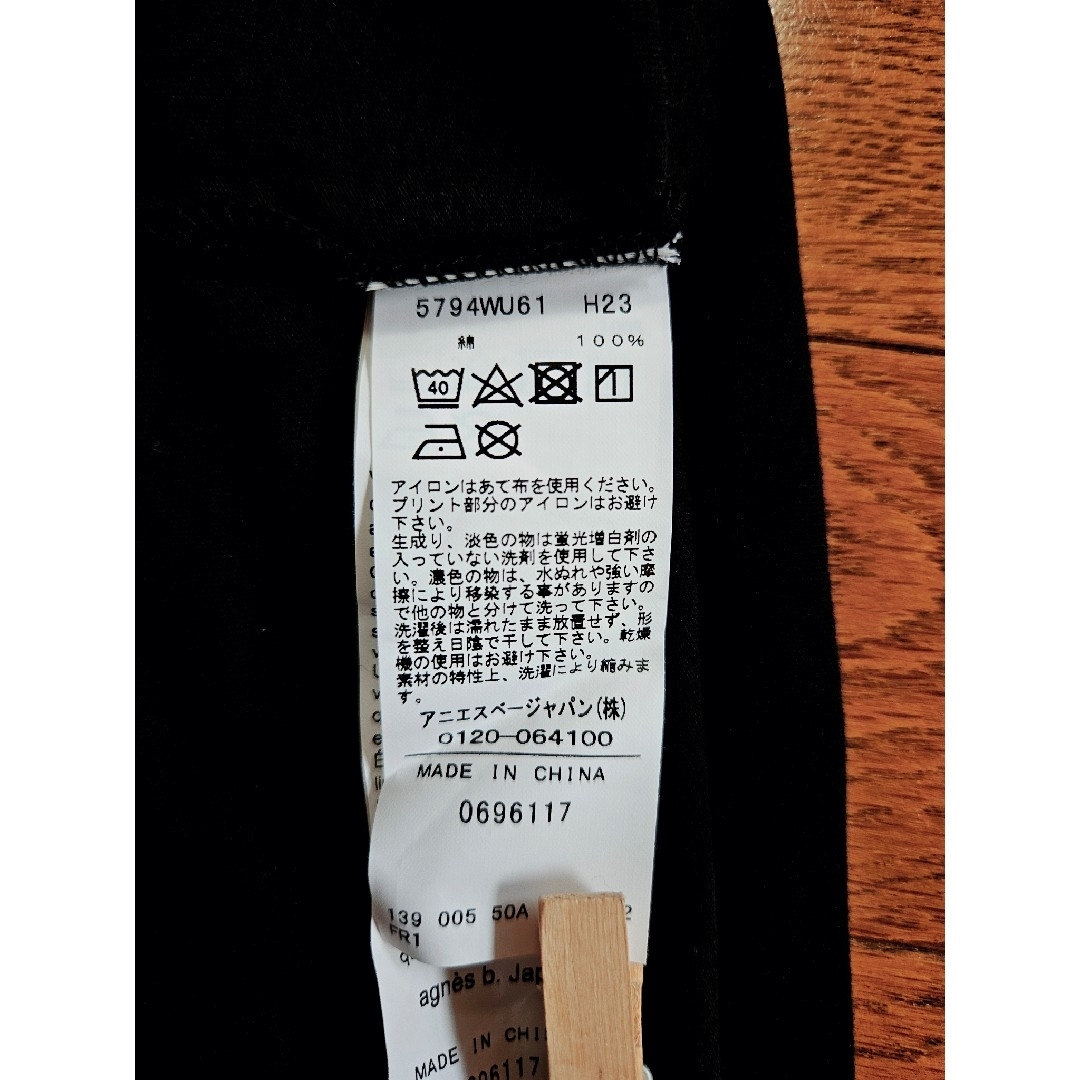 5794WU61 H23
綿 100%
40
アイロンはあて布を使用ください。
プリント部分のアイロンはお避け
下さい。
生成り、淡色の物は蛍光増白剤の
入っていない洗剤を使用して下さ
い。濃色の物は、水ぬれや強い摩
擦により移染する事がありますの
で他の物と分けて洗って下さい。
洗濯後は濡れたまま放置せず、形
を整え日陰で干して下さい。乾燥
機の使用はお避け下さい。
素材の特性上、洗濯により縮みま
す。
アニエスベージャパン(株)
0120-064100
MADE IN CHINA
0696117
139 005 50A 2
FR1
agnès b. Jap
MADE IN CHI
96117